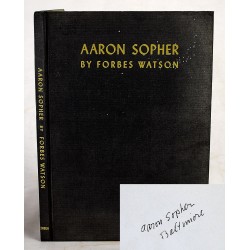 AARON SOPHER
BY FORBES WATSON
AARON SOPHER BY FORBES WATSON
aaron sopher
Baltimore